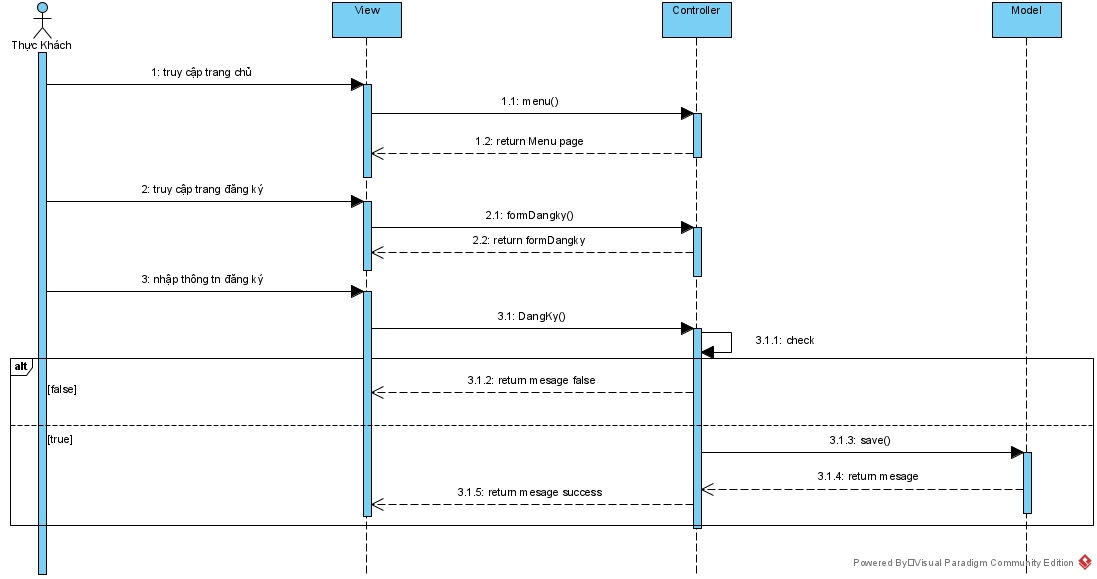 View
Controller
Model
Thực Khách
1: truy cập trang chủ
1.1: menu()
1.2: return Menu page
2: truy cập trang đăng ký
2.1: formDangky()
2.2: return formDangky
3: nhập thông tn đăng ký
3.1: DangKy()
3.1.1: check
alt
3.1.2: return mesage false
[false]
[true]
3.1.3: save()
3.1.4: return mesage
3.1.5: return mesage success
Powered By□Visual Paradigm Community Edition